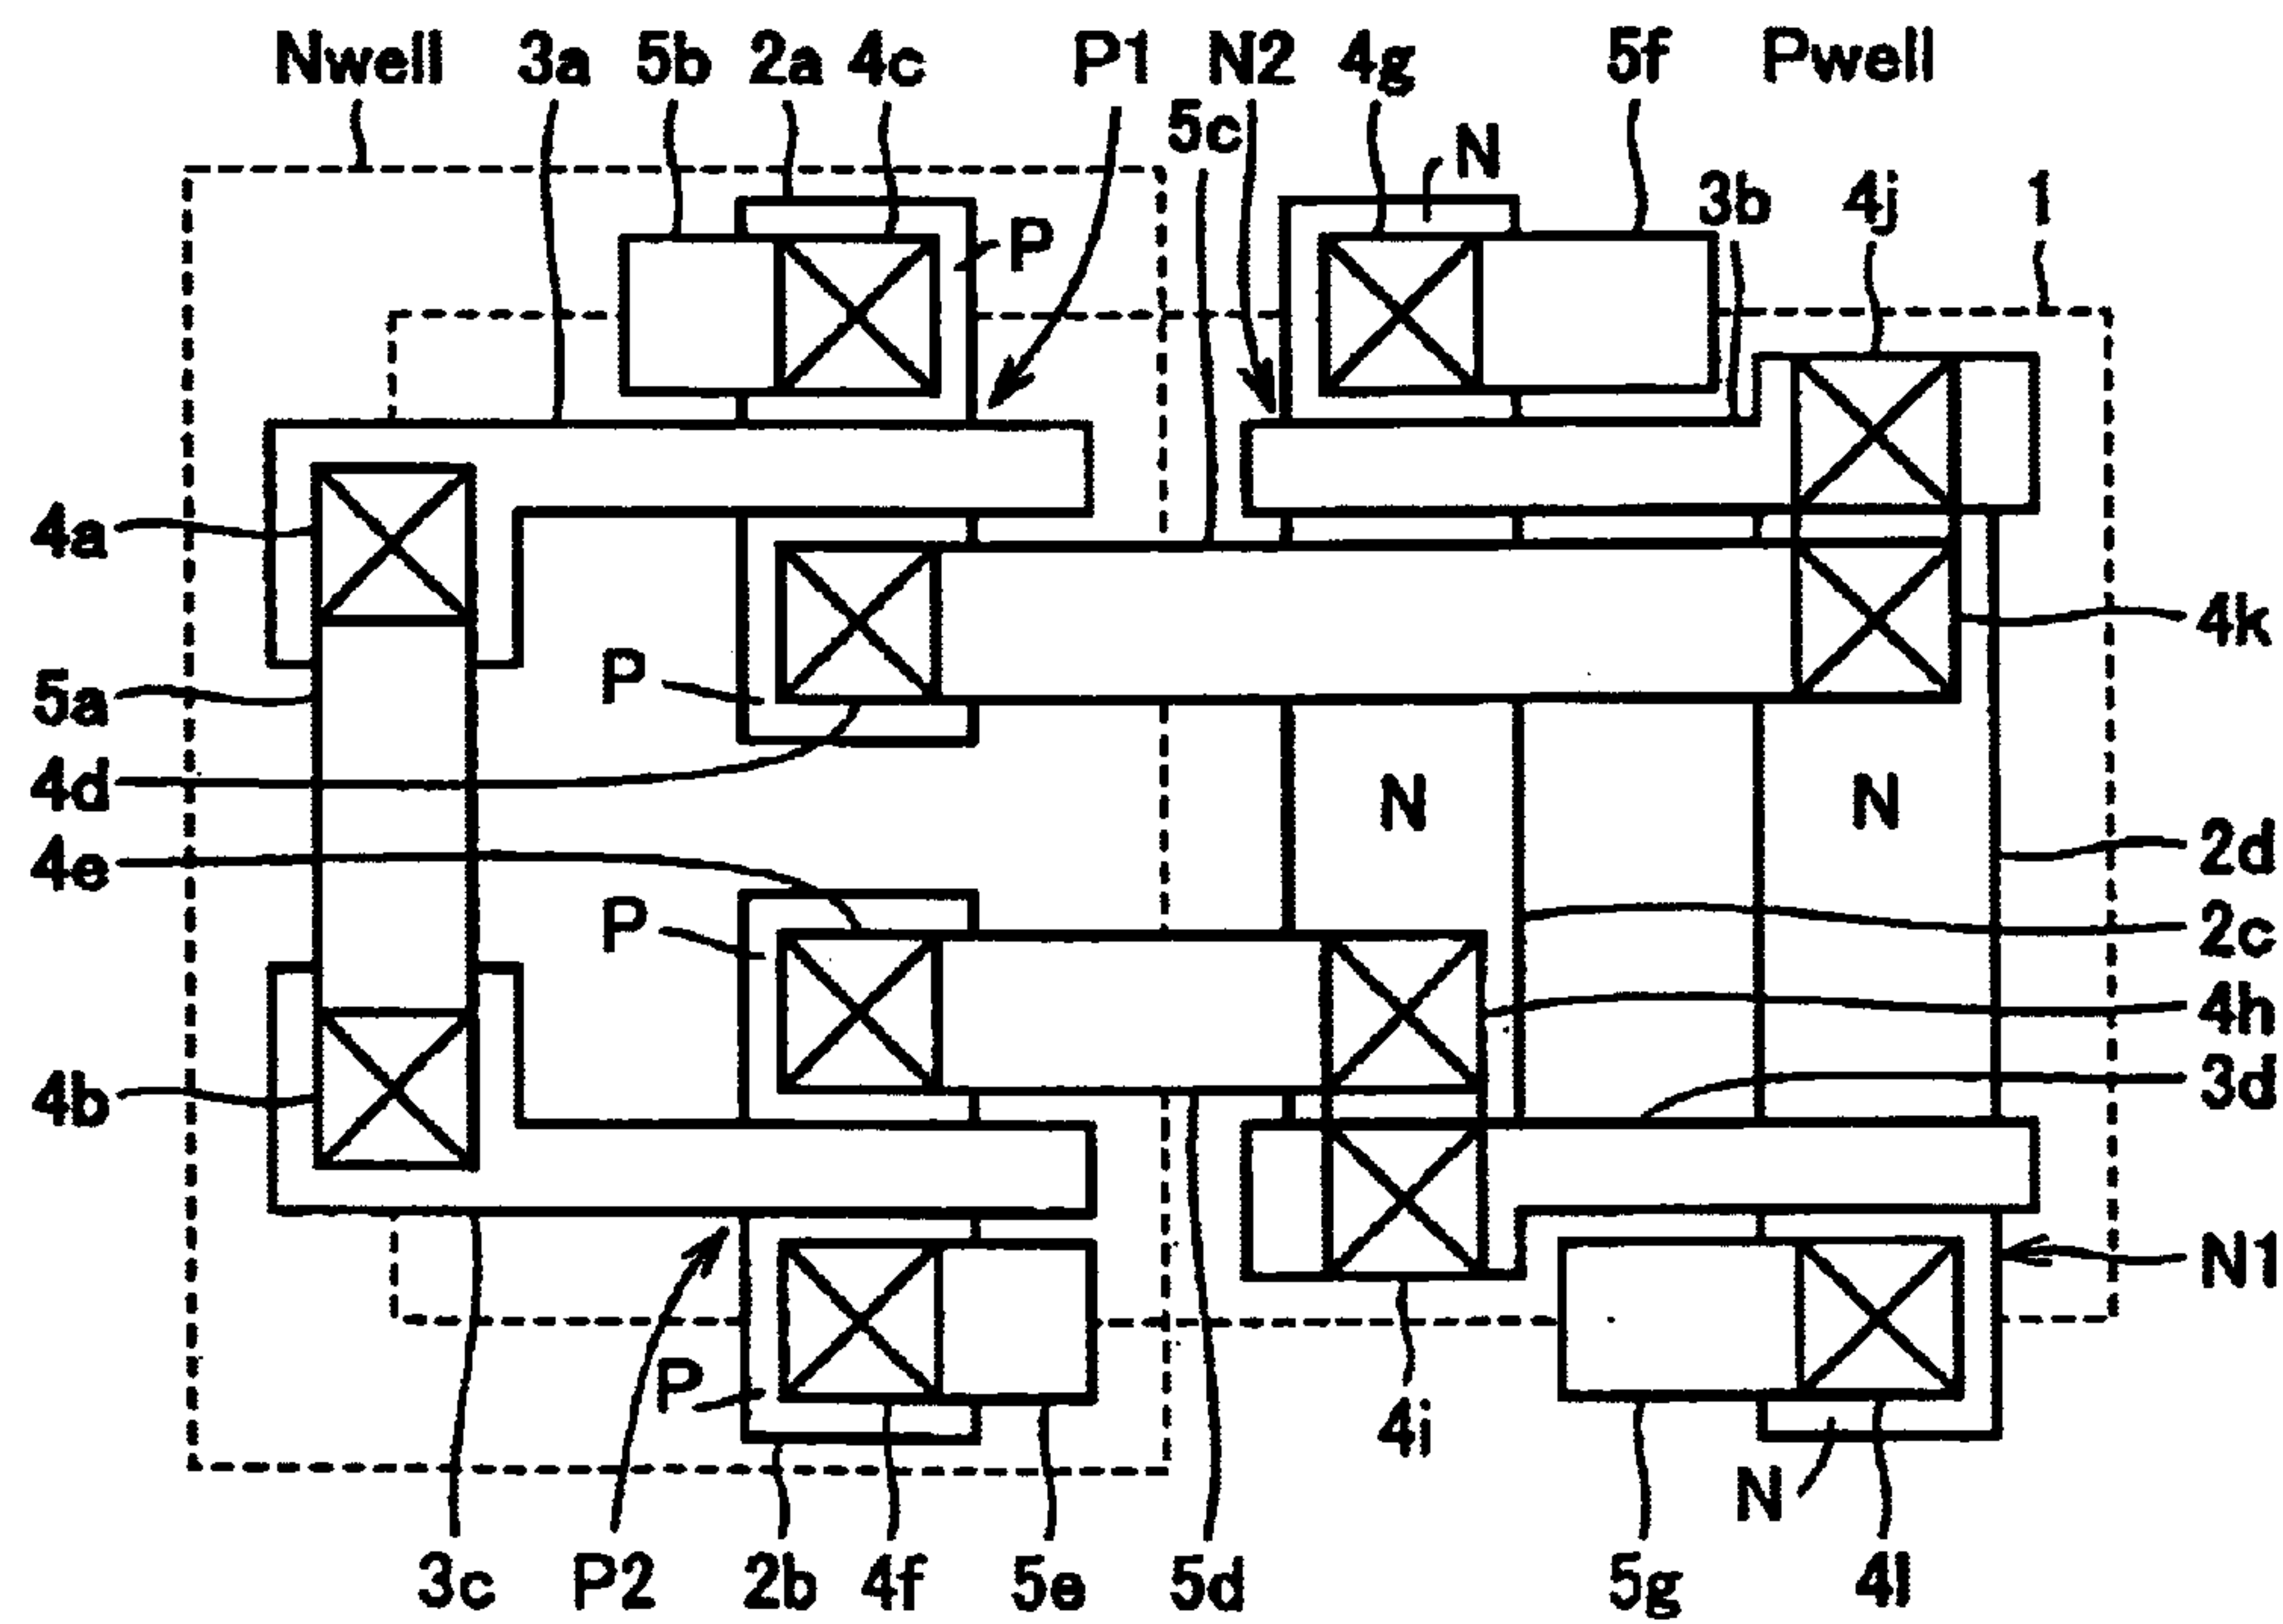 Nwell 3a 5b 2a 4c P1 N2 4g 5f Pwell
5c N
3b 4j 1
P
4a
4k
P
5a
4d N N
4e 2d
P 2c
4h
4b 3d
N1
P
4i
N
3c P2 2b 4f 5e 5d 5g 4l